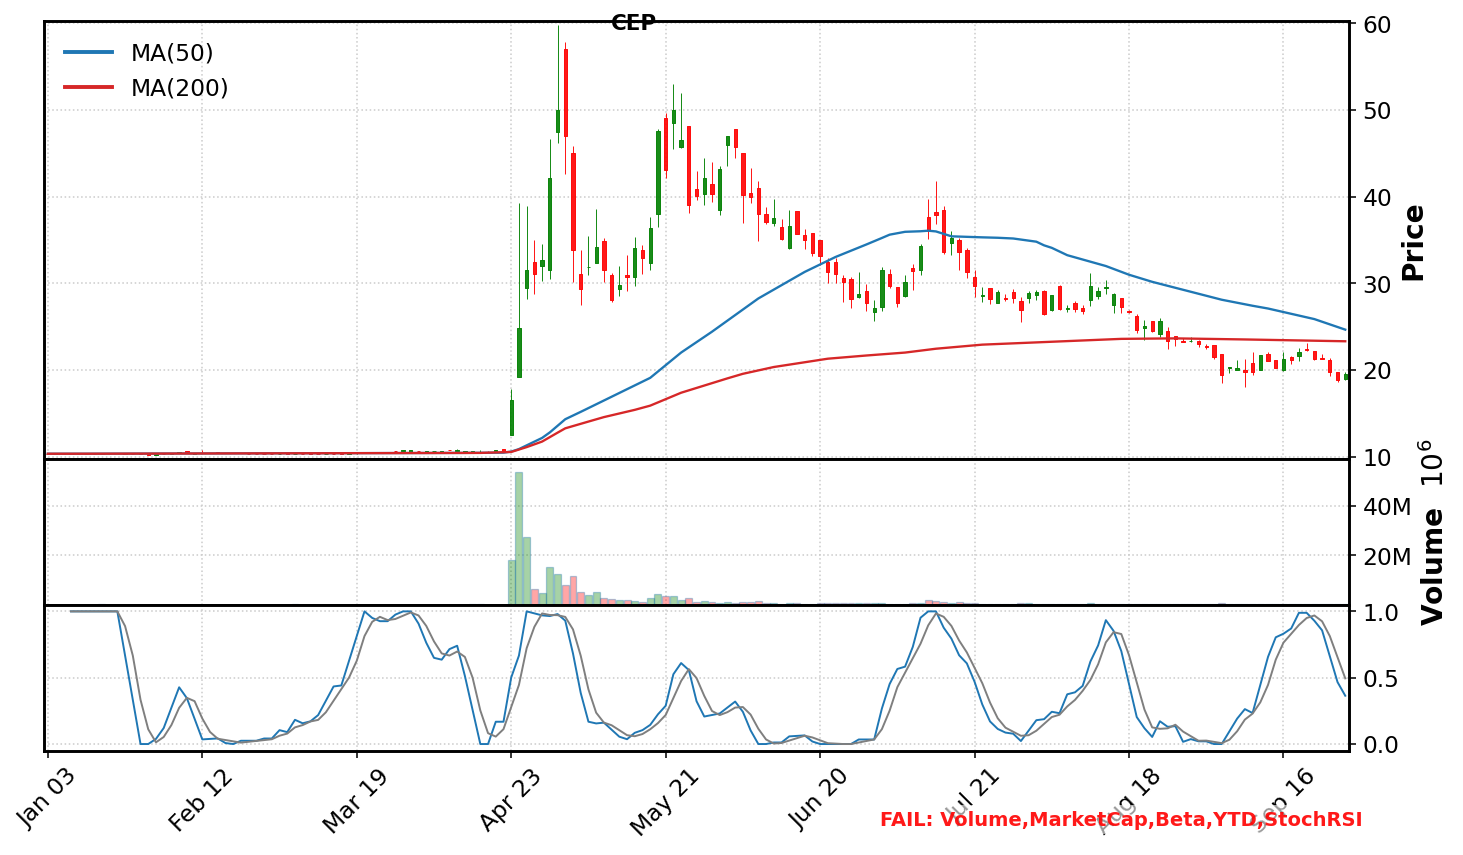 CEP
MA(50)
MA(200)
60
50
40
30
20
10
Price
40M
20M
Volume 10^6
1.0
0.5
0.0
Jan 03
Feb 12
Mar 19
Apr 23
May 21
Jun 20
Jul 21
Aug 18
Sep 16
FAIL: Volume,MarketCap,Beta,YTD,StochRSI